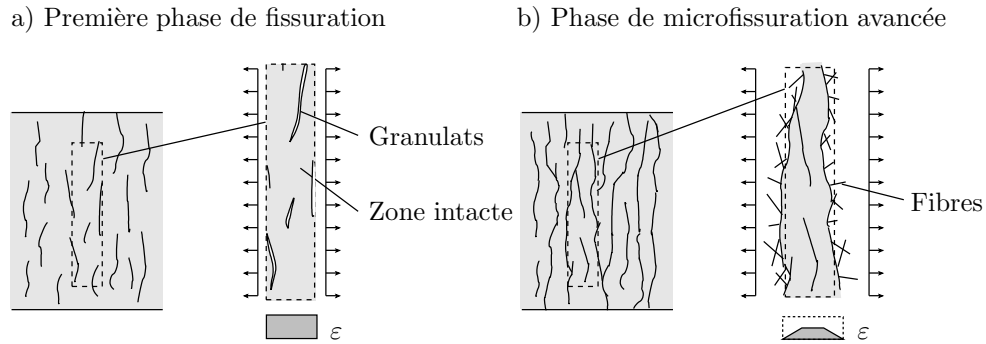 a) Première phase de fissuration
b) Phase de microfissuration avancée
Granulats
Zone intacte
Fibres
ε
ε